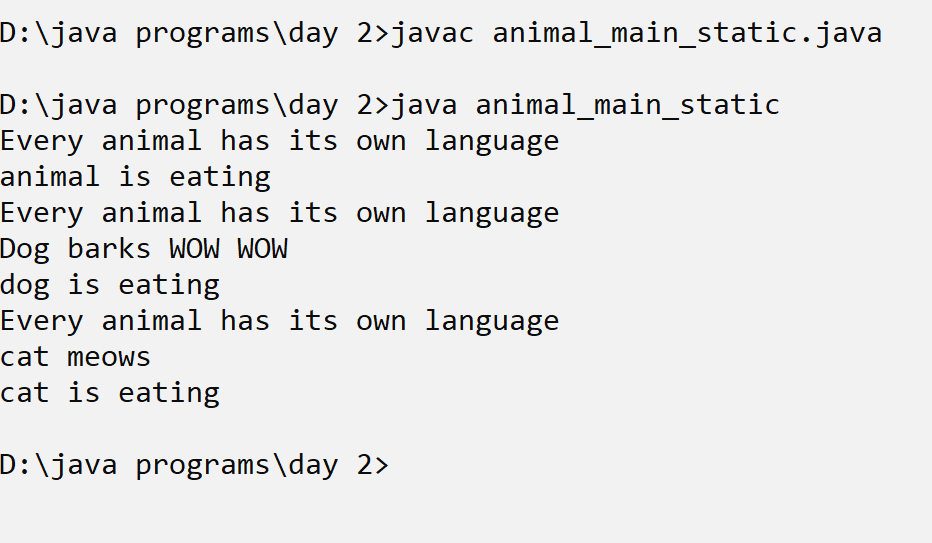 D:\java programs\day 2>javac animal_main_static.java
D:\java programs\day 2>java animal_main_static
Every animal has its own language
animal is eating
Every animal has its own language
Dog barks WOW WOW
dog is eating
Every animal has its own language
cat meows
cat is eating
D:\java programs\day 2>